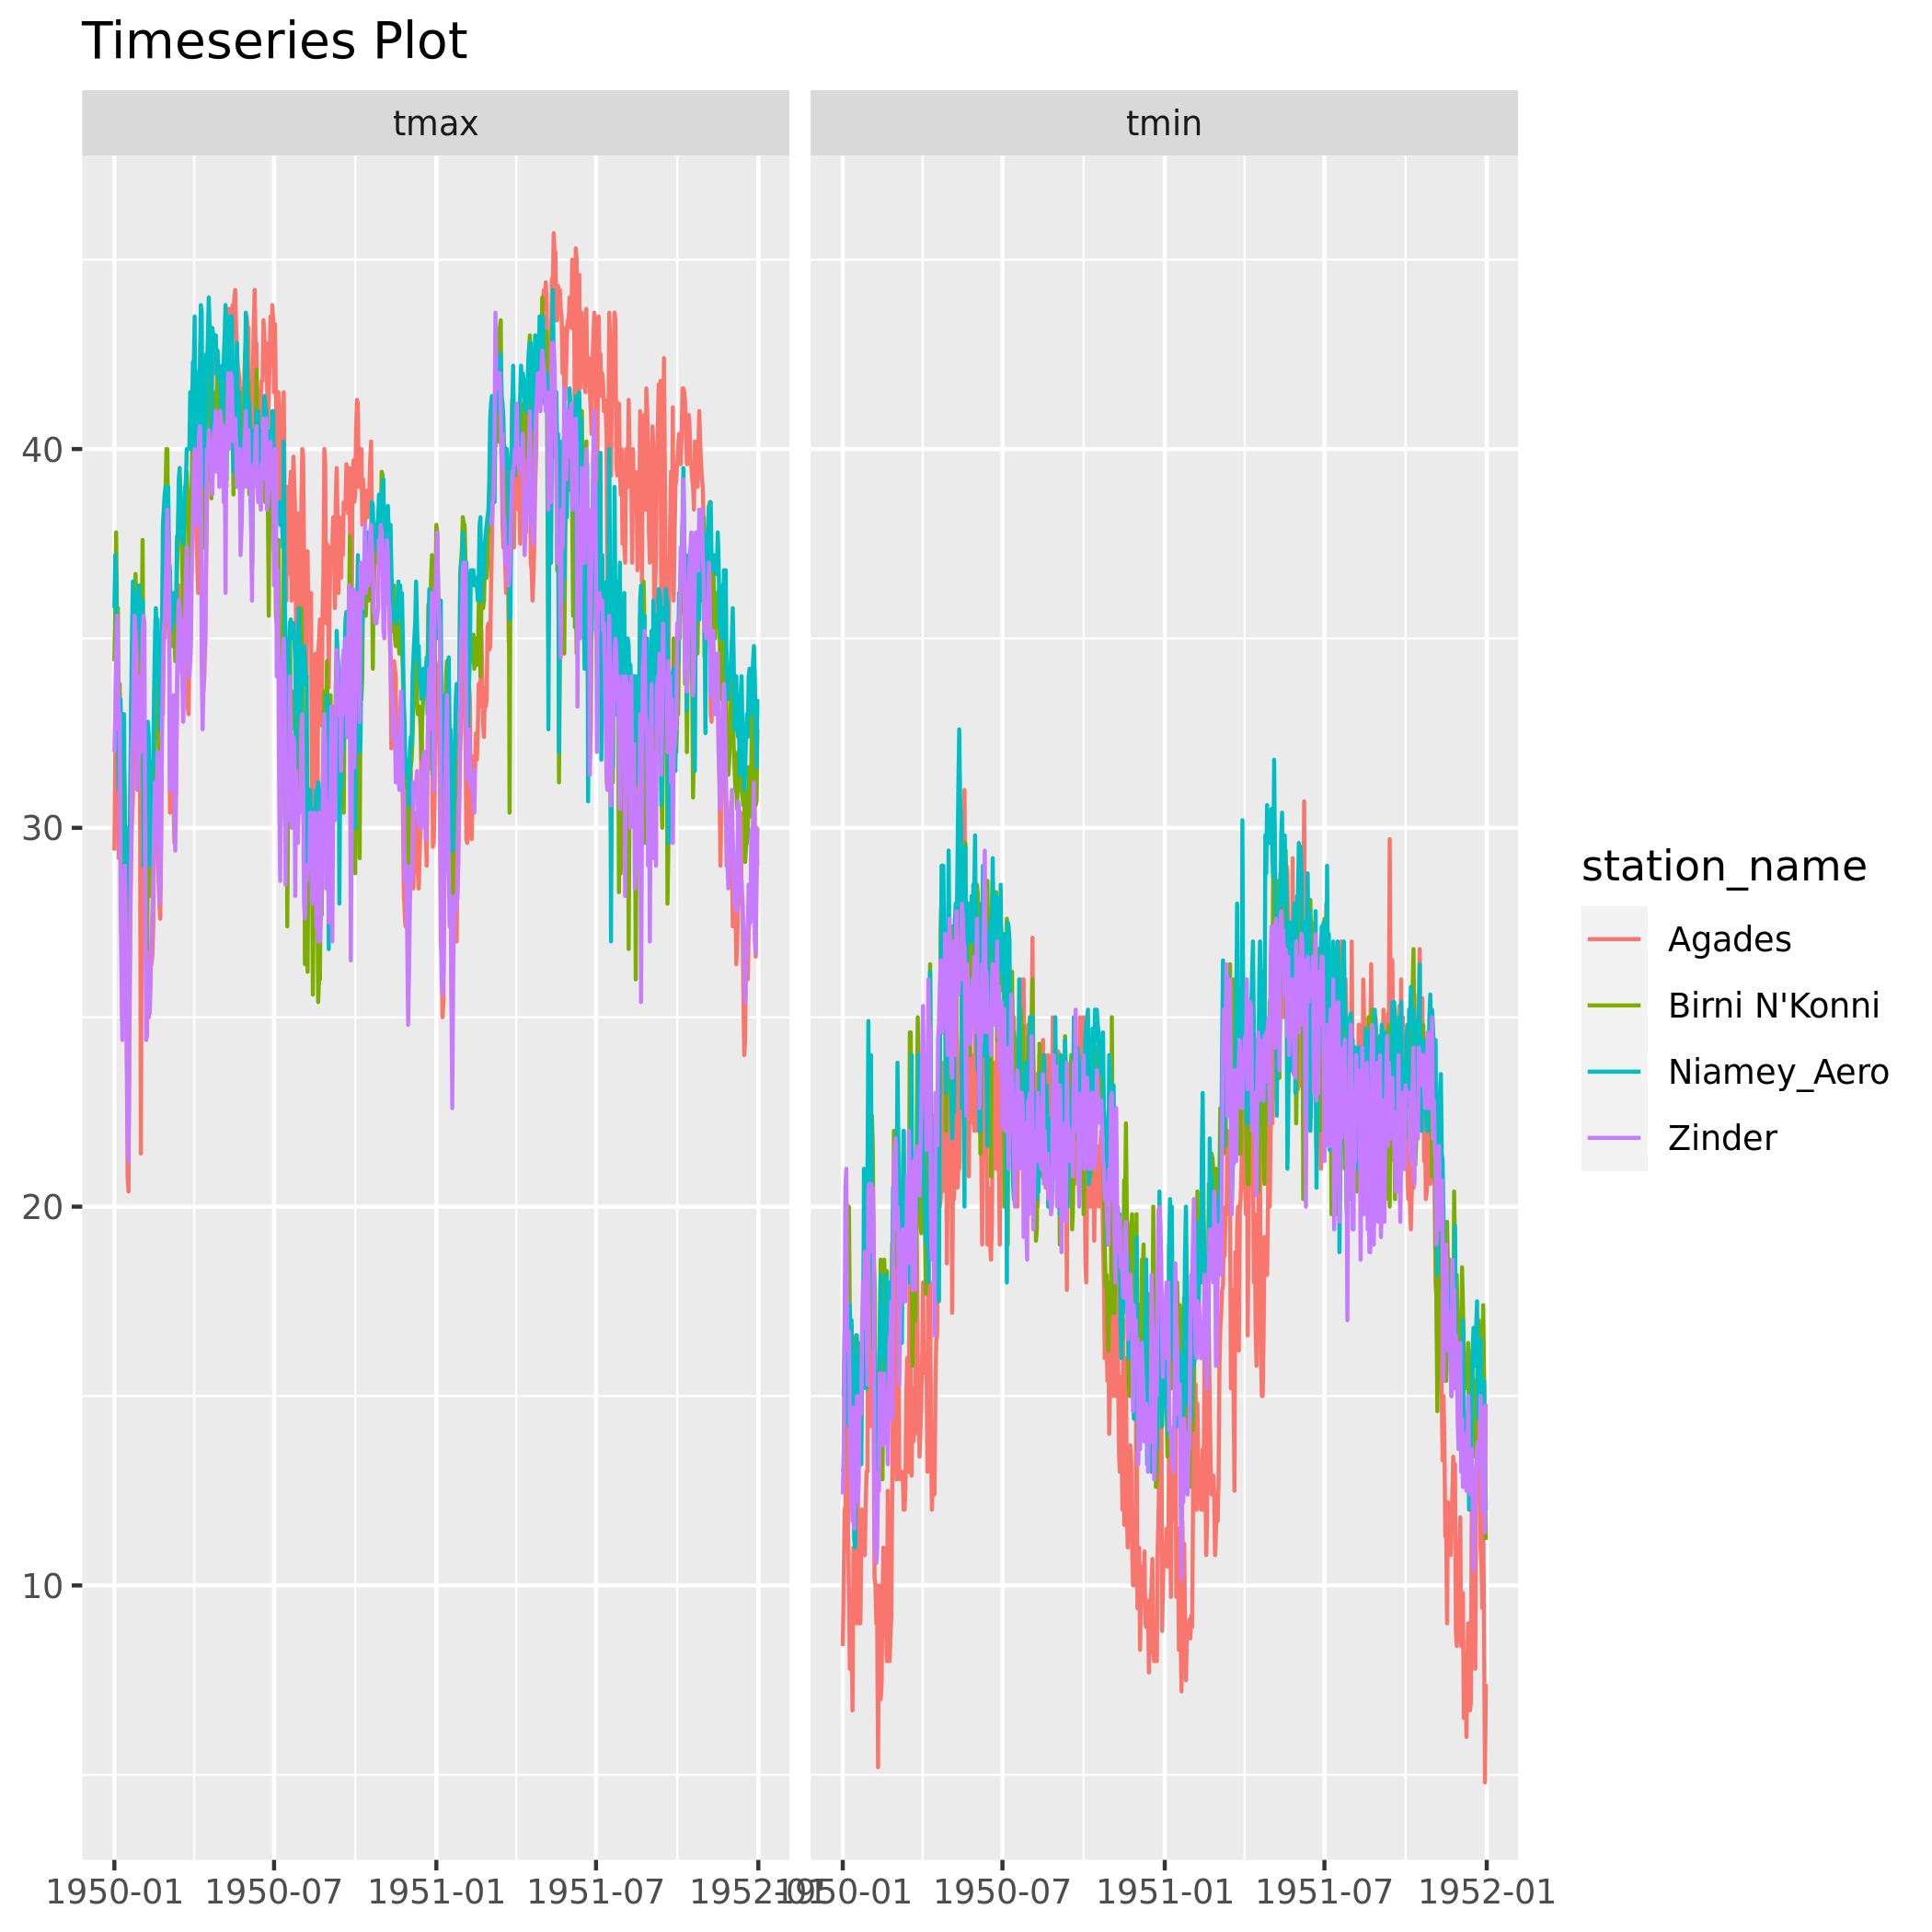 Timeseries Plot
tmax
tmin
40
30
20
10
1950-01
1950-07
1951-01
1951-07
1952-01
1950-01
1950-07
1951-01
1951-07
1952-01
station_name
Agades
Birni N'Konni
Niamey_Aero
Zinder